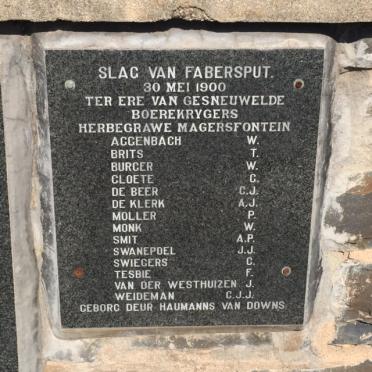 SLAG VAN FABERSPUT.
30 MEI 1900
TER ERE VAN GESNEUWELDE
BOEREKRYGERS
HERBEGRAWE MAGERSFONTEIN
AGGENBACH W.
BRITS T.
BURGER W.
CLOETE G.
DE BEER C.J.
DE KLERK A.J.
MOLLER P.
MONK W.
SMIT A.P.
SWANEPOEL J.J.
SWIEGERS C.
TESBIE F.
VAN DER WESTHUIZEN J.
WEIDEMAN C.J.J.
GEBORG DEUR HAUMANNS VAN DOWNS